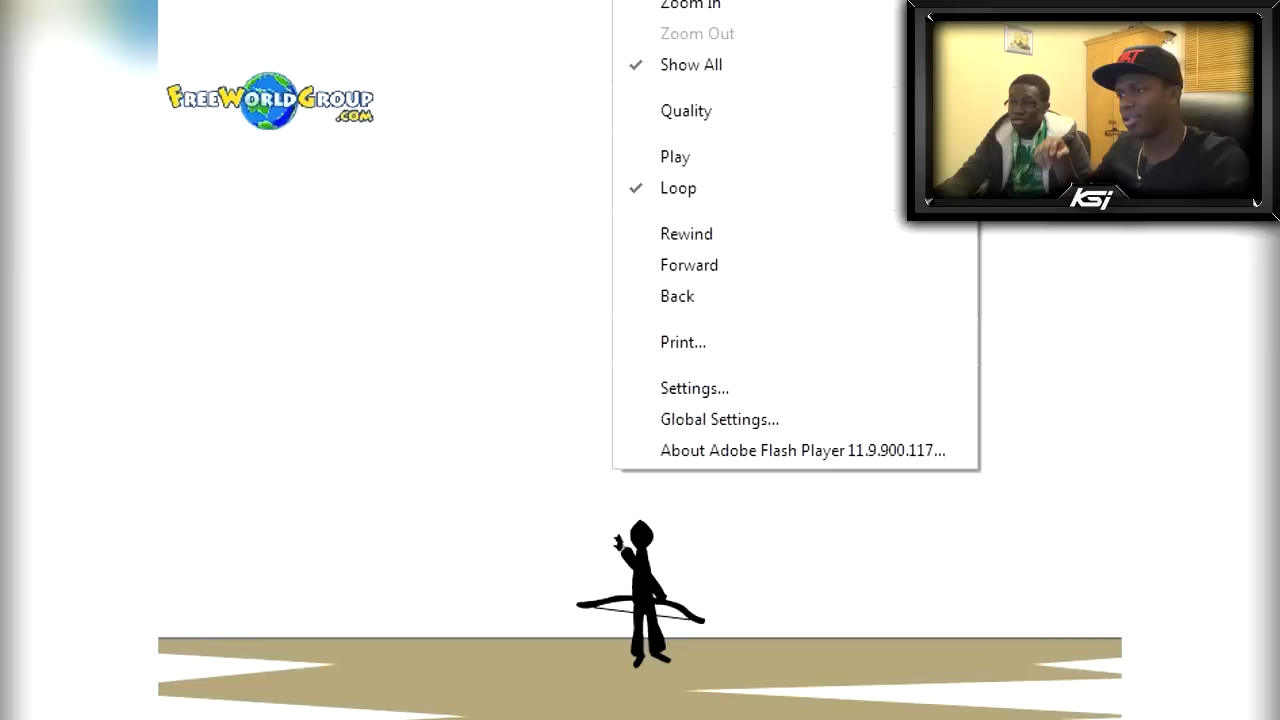 Zoom In
Zoom Out
Show All
FREEWORLDGROUP
.COM
Quality
Play
Loop
KSI
Rewind
Forward
Back
Print...
Settings...
Global Settings...
About Adobe Flash Player 11.9.900.117...